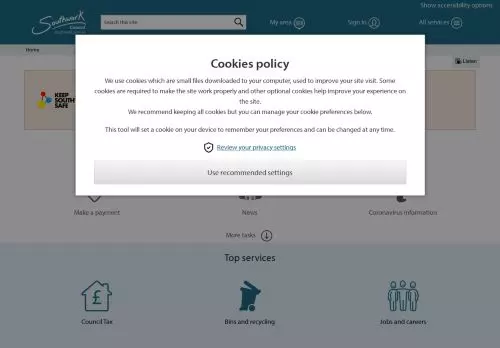 Show accessibility options
Southwark
Council
Search this site
My area
Sign In
All services
Home
Listen
KEEP
SOUTH
SAFE
Cookies policy
We use cookies which are small files downloaded to your computer, used to improve your site visit. Some
cookies are required to make the site work properly and other optional cookies help improve your experience on
the site.
We recommend keeping all cookies but you can manage your cookie preferences below.
This tool will set a cookie on your device to remember your preferences and can be changed at any time.
Review your privacy settings
Use recommended settings
Make a payment
News
Coronavirus information
More tasks
Top services
Council Tax
Bins and recycling
Jobs and careers